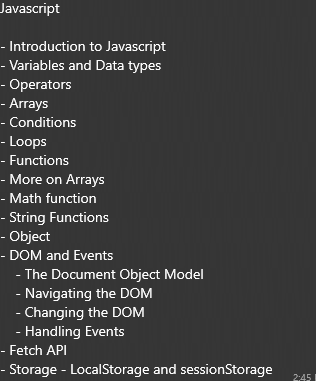 Javascript
- Introduction to Javascript
- Variables and Data types
- Operators
- Arrays
- Conditions
- Loops
- Functions
- More on Arrays
- Math function
- String Functions
- Object
- DOM and Events
- The Document Object Model
- Navigating the DOM
- Changing the DOM
- Handling Events
- Fetch API
- Storage - LocalStorage and sessionStorage
2:45